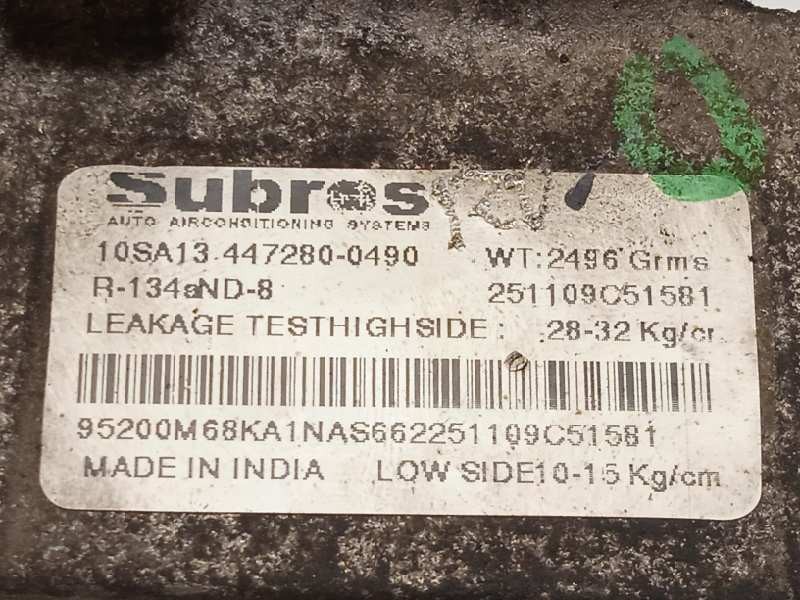 Subros
AUTO AIRCONDITIONING SYSTEMS
10SA13 447280-0490 WT:2496 Grms
R-134aND-8 251109C51581
LEAKAGE TESTHIGHSIDE : 28-32 Kg/cm
95200M68KA1NAS662251109C51581
MADE IN INDIA LOW SIDE10-15 Kg/cm